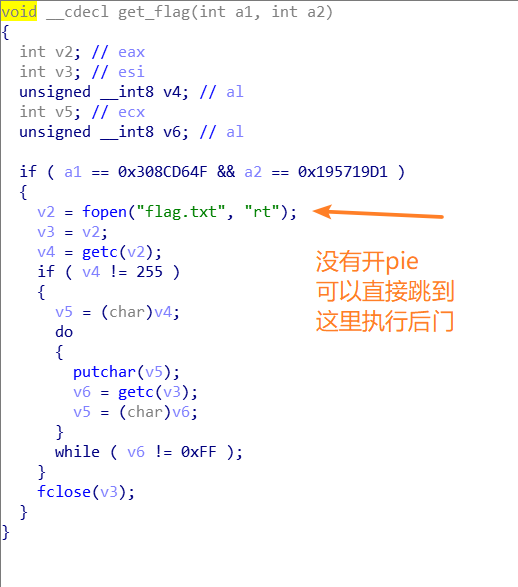 void __cdecl get_flag(int a1, int a2)
{
  int v2; // eax
  int v3; // esi
  unsigned __int8 v4; // al
  int v5; // ecx
  unsigned __int8 v6; // al

  if ( a1 == 0x308CD64F && a2 == 0x195719D1 )
  {
    v2 = fopen("flag.txt", "rt");
    v3 = v2;
    v4 = getc(v2);
    if ( v4 != 255 )
    {
      v5 = (char)v4;
      do
      {
        putchar(v5);
        v6 = getc(v3);
        v5 = (char)v6;
      }
      while ( v6 != 0xFF );
    }
    fclose(v3);
  }
}
没有开pie
可以直接跳到
这里执行后门